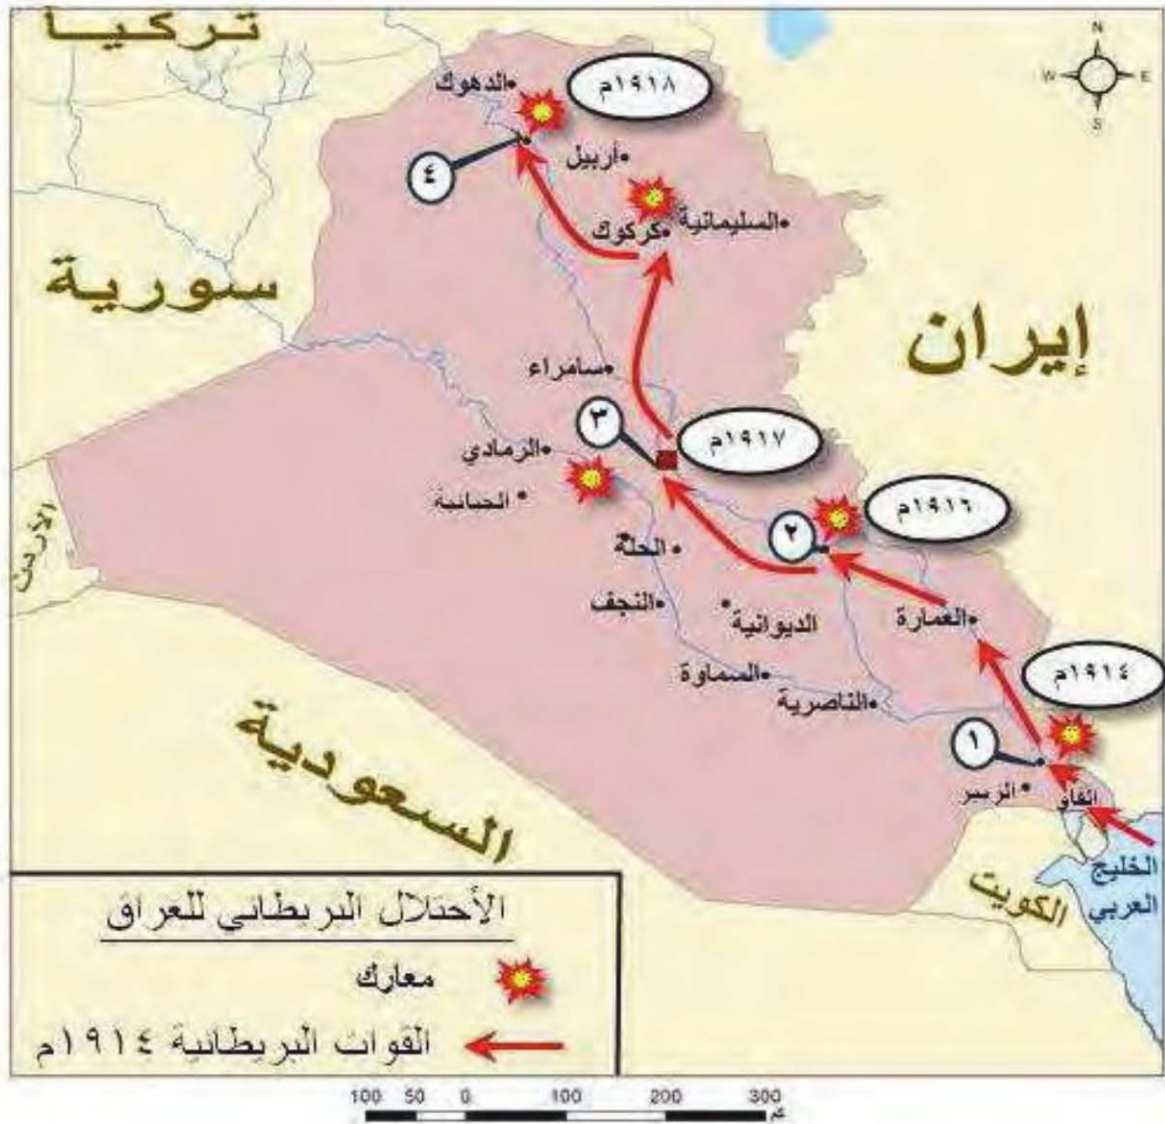 تركيا
N
W E
S
١٩١٨م
الدهوك
٤
أربيل
السليمانية
كركوك
سورية
إيران
سامراء
٣
١٩١٧م
الرمادي
١٩١٦م
٢
الأردن
الحلة
النجف
الديوانية
العمارة
١٩١٤م
السماوة
الناصرية
١
الزبير
الفاو
السعودية
الخليج
العربي
الكويت
الأحتلال البريطاني للعراق
معارك
القوات البريطانية ١٩١٤م
100 50 0 100 200 300
كم